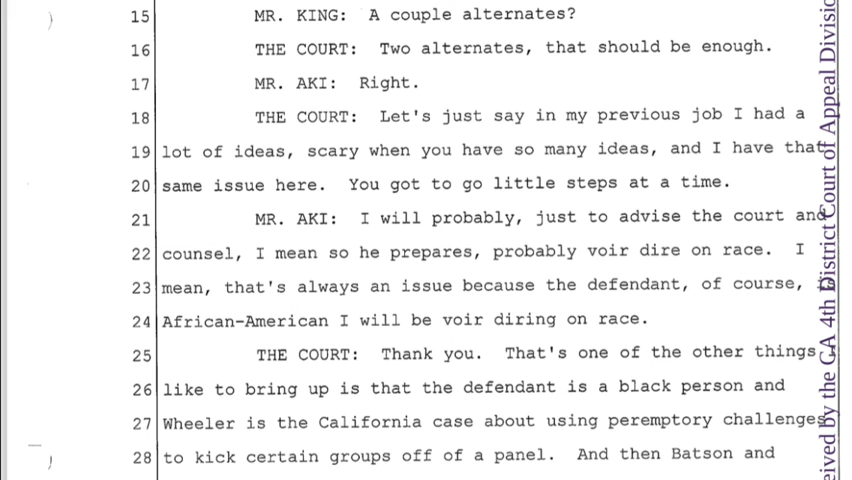 15 MR. KING: A couple alternates?
16 THE COURT: Two alternates, that should be enough.
17 MR. AKI: Right.
18 THE COURT: Let's just say in my previous job I had a
19 lot of ideas, scary when you have so many ideas, and I have that
20 same issue here. You got to go little steps at a time.
21 MR. AKI: I will probably, just to advise the court and
22 counsel, I mean so he prepares, probably voir dire on race. I
23 mean, that's always an issue because the defendant, of course,
24 African-American I will be voir diring on race.
25 THE COURT: Thank you. That's one of the other things
26 like to bring up is that the defendant is a black person and
27 Wheeler is the California case about using peremptory challenges
28 to kick certain groups off of a panel. And then Batson and
by the CA 4th District Court of Appeal